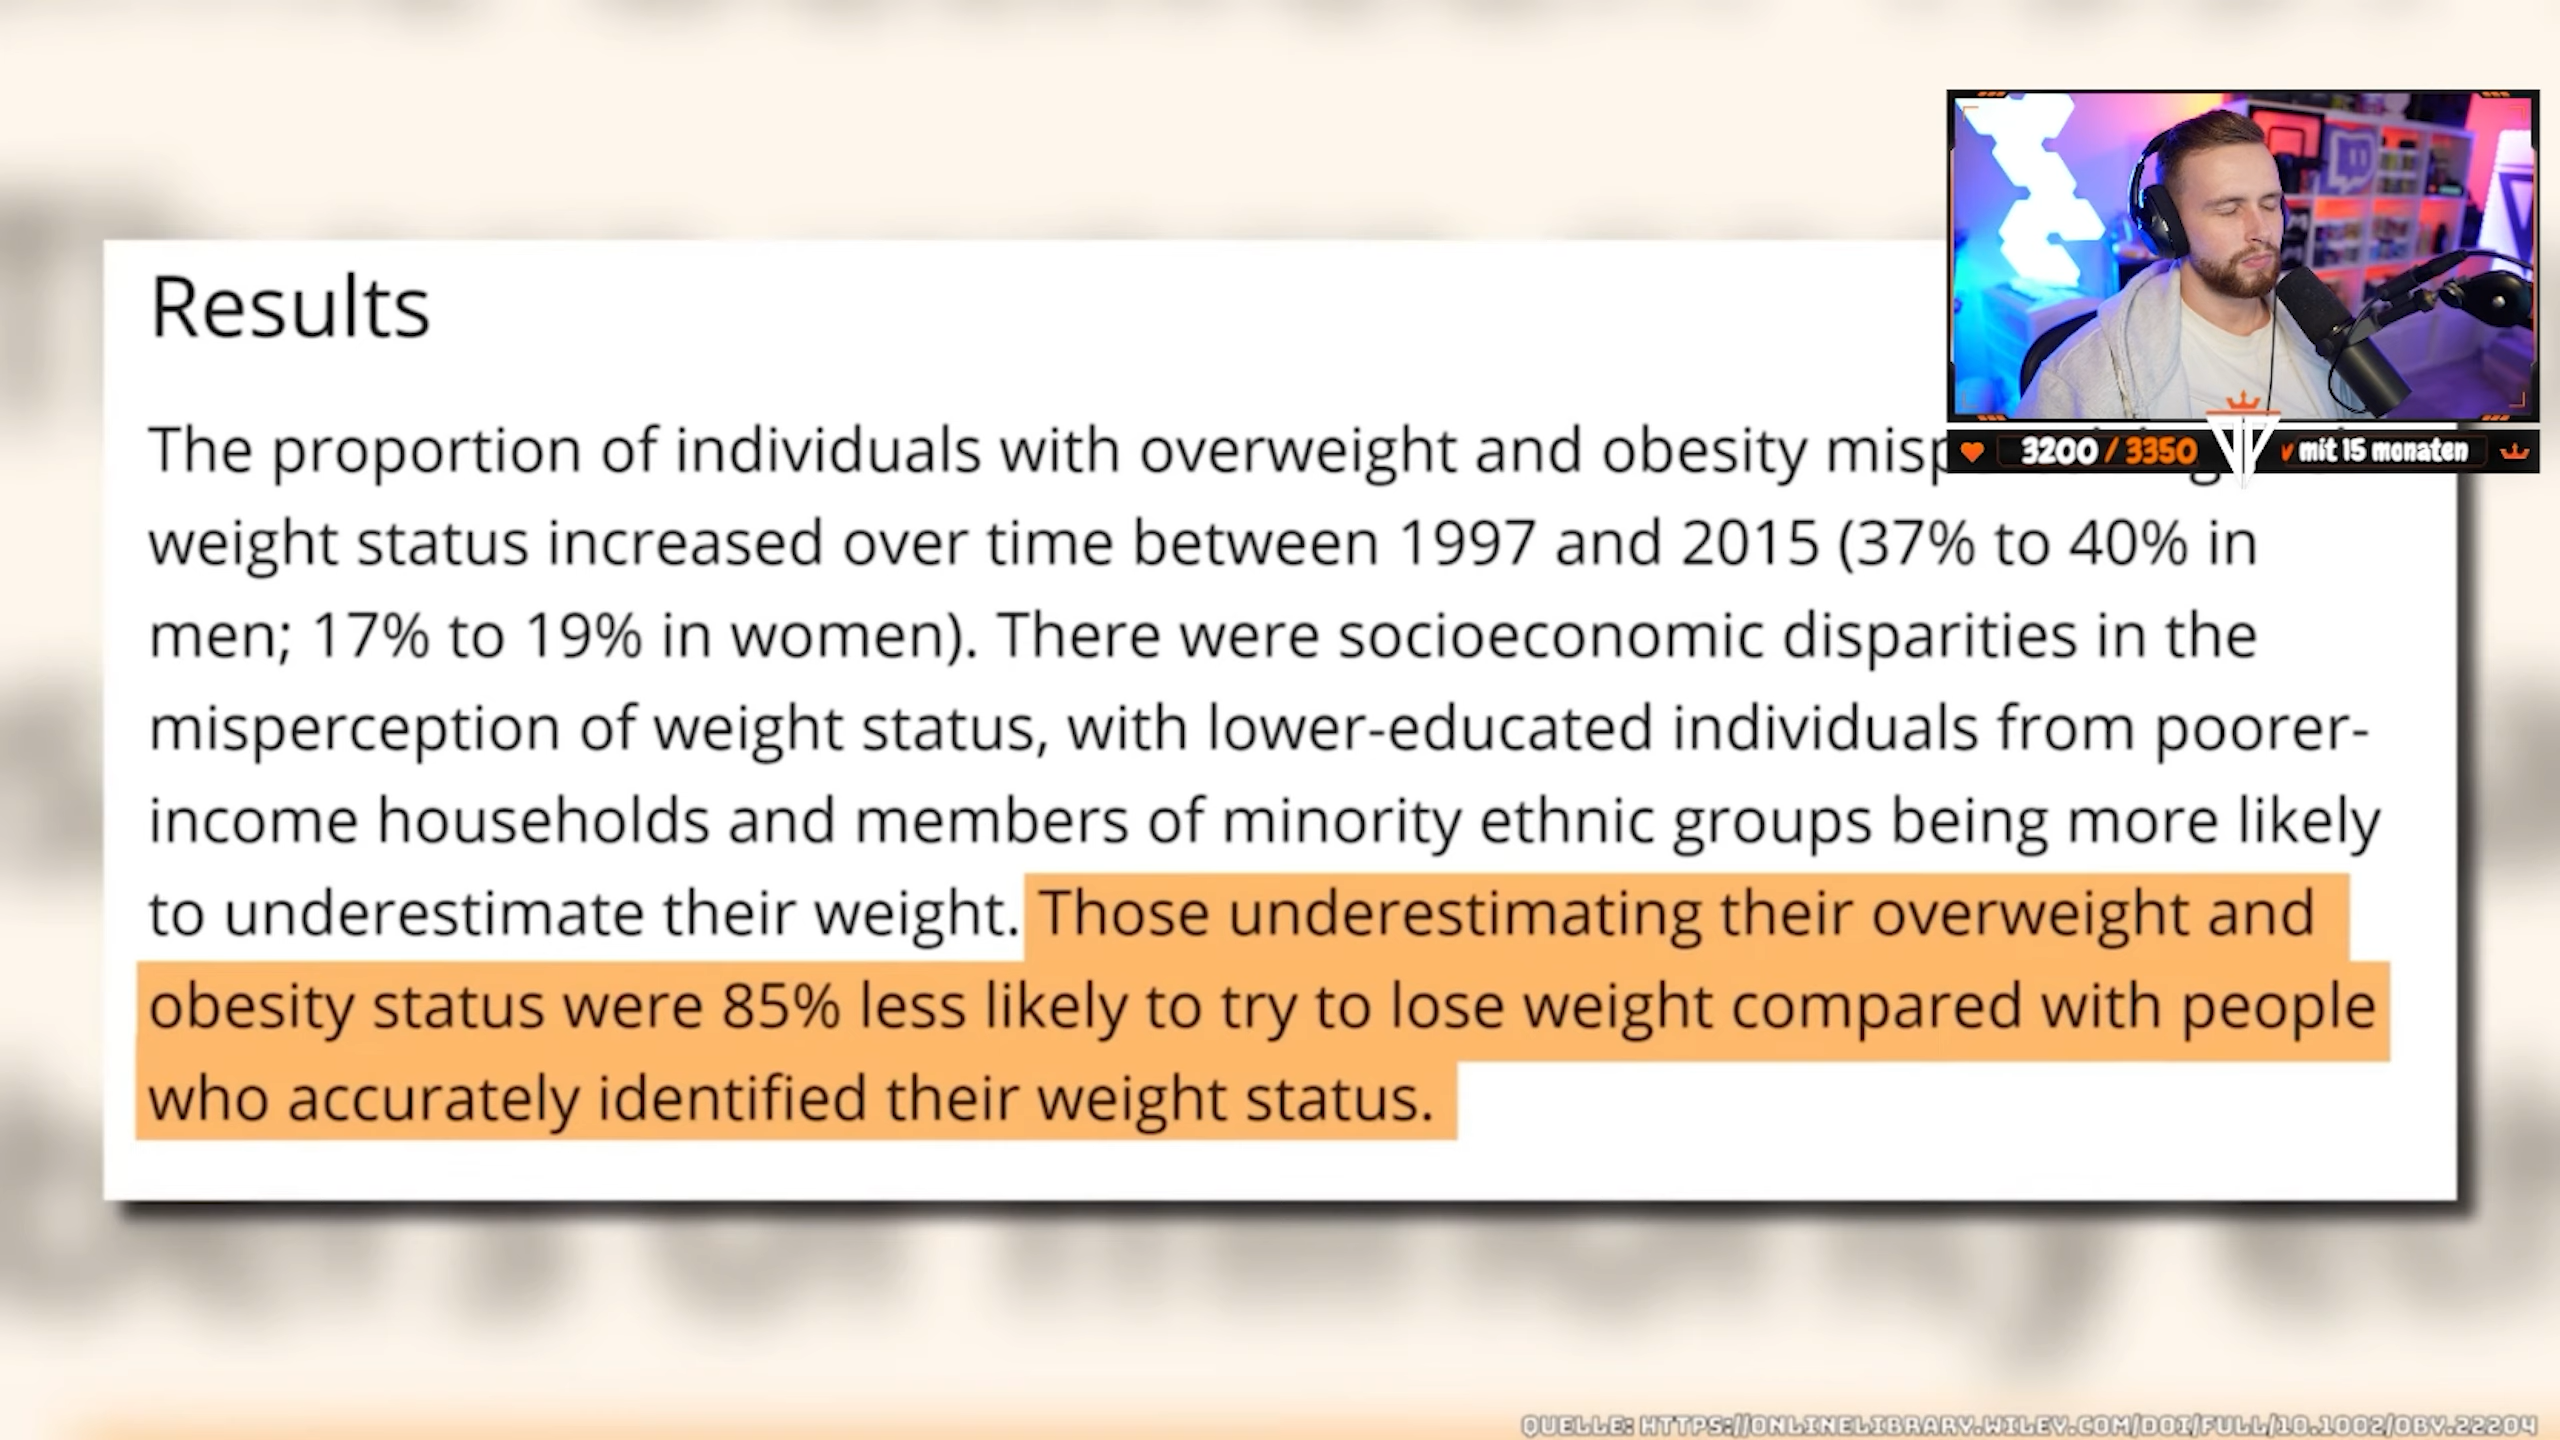 Results
The proportion of individuals with overweight and obesity misp
weight status increased over time between 1997 and 2015 (37% to 40% in
men; 17% to 19% in women). There were socioeconomic disparities in the
misperception of weight status, with lower-educated individuals from poorer-
income households and members of minority ethnic groups being more likely
to underestimate their weight. Those underestimating their overweight and
obesity status were 85% less likely to try to lose weight compared with people
who accurately identified their weight status.
3200 / 3350
v mit 15 monaten
QUELLE: HTTPS://ONLINELIBRARY.WILEY.COM/DOI/FULL/10.1002/OBY.22204